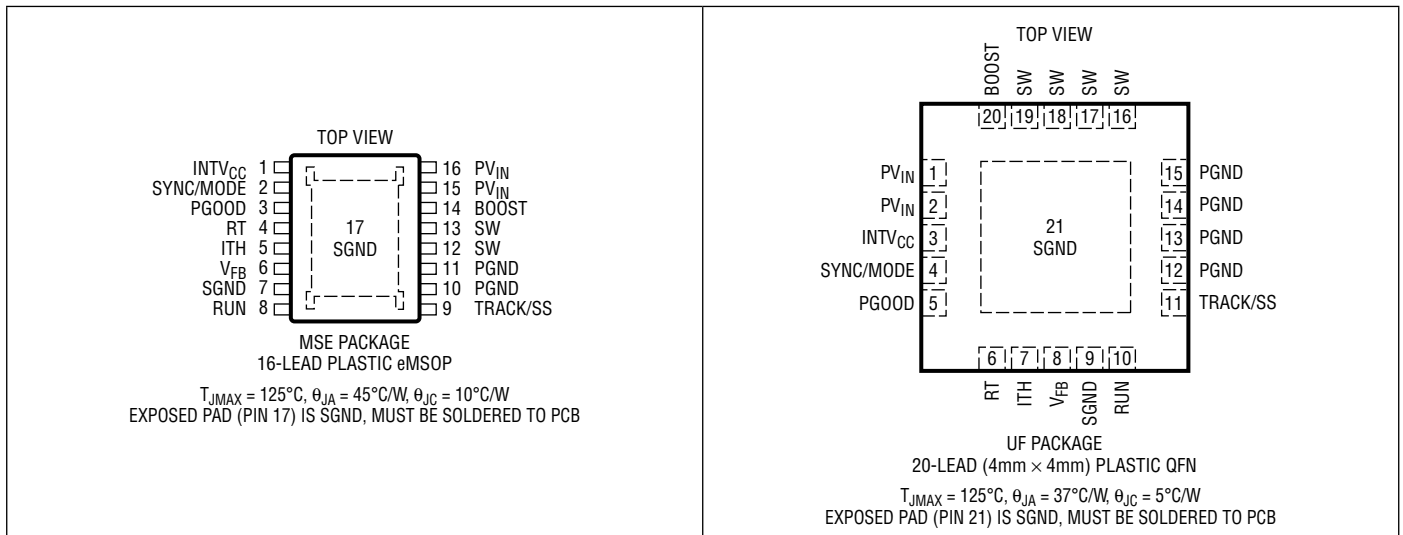 TOP VIEW
INTVCC 1
SYNC/MODE 2
PGOOD 3
RT 4
ITH 5
VFB 6
SGND 7
RUN 8
17
SGND
16 PVIN
15 PVIN
14 BOOST
13 SW
12 SW
11 PGND
10 PGND
9 TRACK/SS
MSE PACKAGE
16-LEAD PLASTIC eMSOP
TJMAX = 125°C, θJA = 45°C/W, θJC = 10°C/W
EXPOSED PAD (PIN 17) IS SGND, MUST BE SOLDERED TO PCB
TOP VIEW
BOOST
SW
SW
SW
SW
20 19 18 17 16
PVIN 1
PVIN 2
INTVCC 3
SYNC/MODE 4
PGOOD 5
21
SGND
15 PGND
14 PGND
13 PGND
12 PGND
11 TRACK/SS
6 7 8 9 10
RT
ITH
VFB
SGND
RUN
UF PACKAGE
20-LEAD (4mm × 4mm) PLASTIC QFN
TJMAX = 125°C, θJA = 37°C/W, θJC = 5°C/W
EXPOSED PAD (PIN 21) IS SGND, MUST BE SOLDERED TO PCB